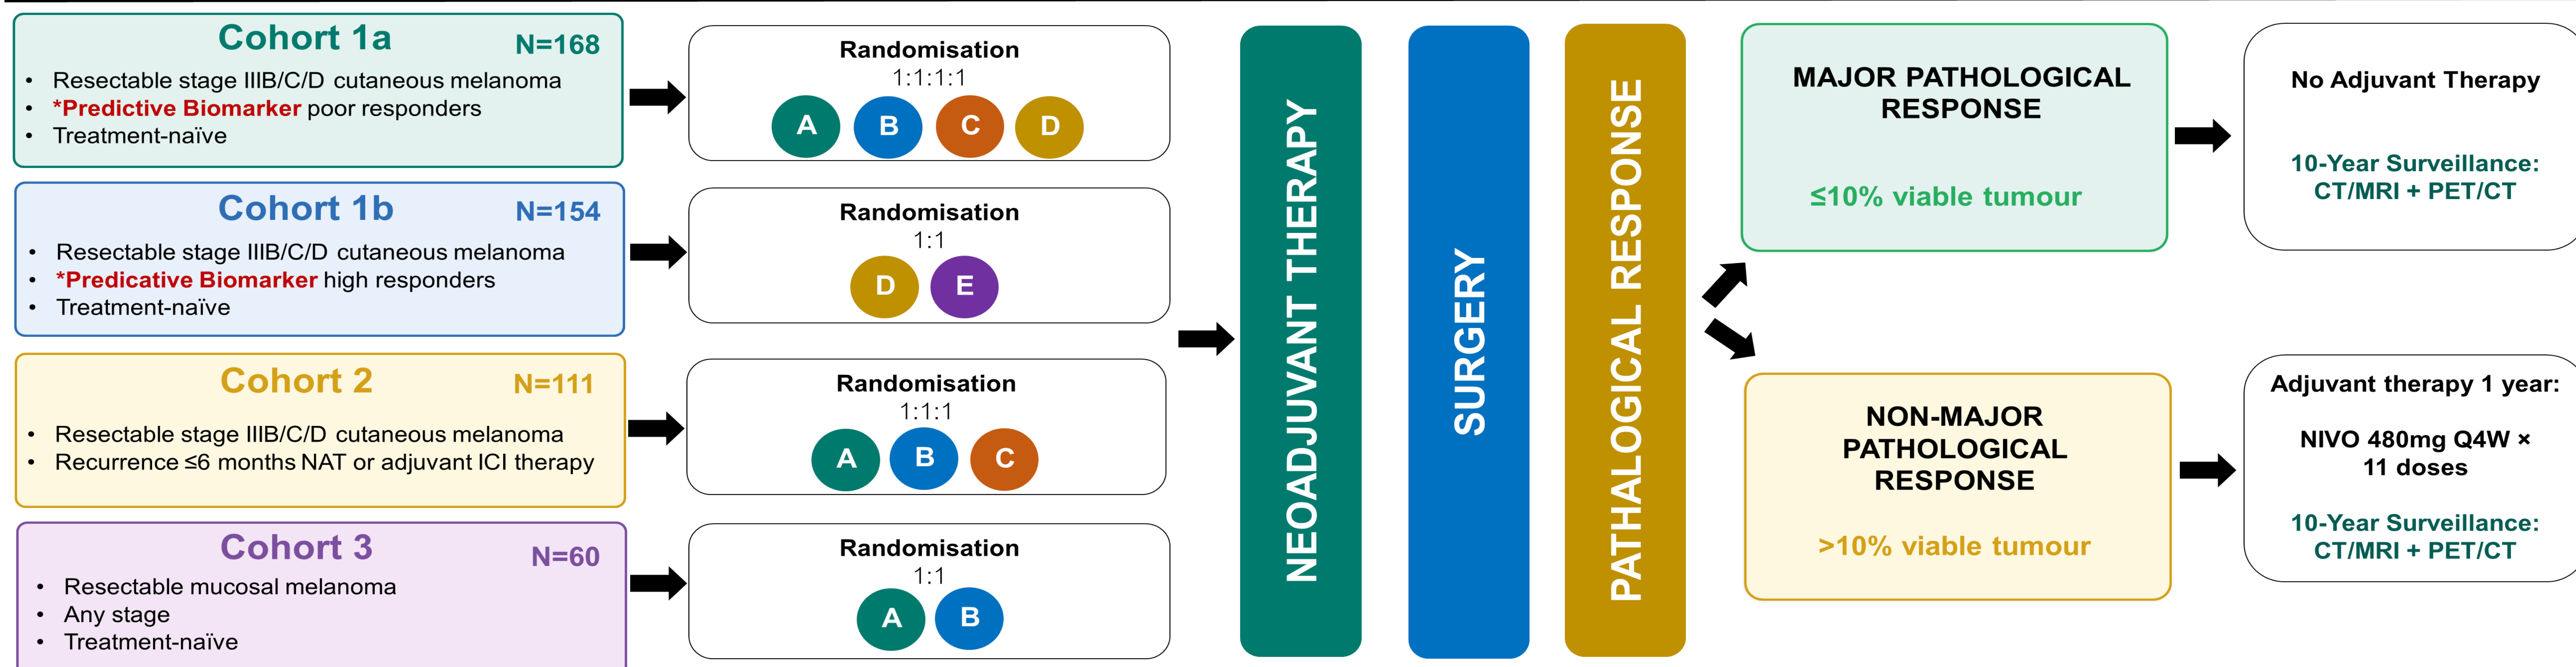 Cohort 1a
N=168
• Resectable stage IIIB/C/D cutaneous melanoma
• *Predictive Biomarker poor responders
• Treatment-naïve
Randomisation
1:1:1:1
A B C D
Cohort 1b
N=154
• Resectable stage IIIB/C/D cutaneous melanoma
• *Predicative Biomarker high responders
• Treatment-naïve
Randomisation
1:1
D E
Cohort 2
N=111
• Resectable stage IIIB/C/D cutaneous melanoma
• Recurrence ≤6 months NAT or adjuvant ICI therapy
Randomisation
1:1:1
A B C
Cohort 3
N=60
• Resectable mucosal melanoma
• Any stage
• Treatment-naïve
Randomisation
1:1
A B
NEOADJUVANT THERAPY
SURGERY
PATHALOGICAL RESPONSE
MAJOR PATHOLOGICAL
RESPONSE
≤10% viable tumour
No Adjuvant Therapy
10-Year Surveillance:
CT/MRI + PET/CT
NON-MAJOR
PATHOLOGICAL
RESPONSE
>10% viable tumour
Adjuvant therapy 1 year:
NIVO 480mg Q4W ×
11 doses
10-Year Surveillance:
CT/MRI + PET/CT